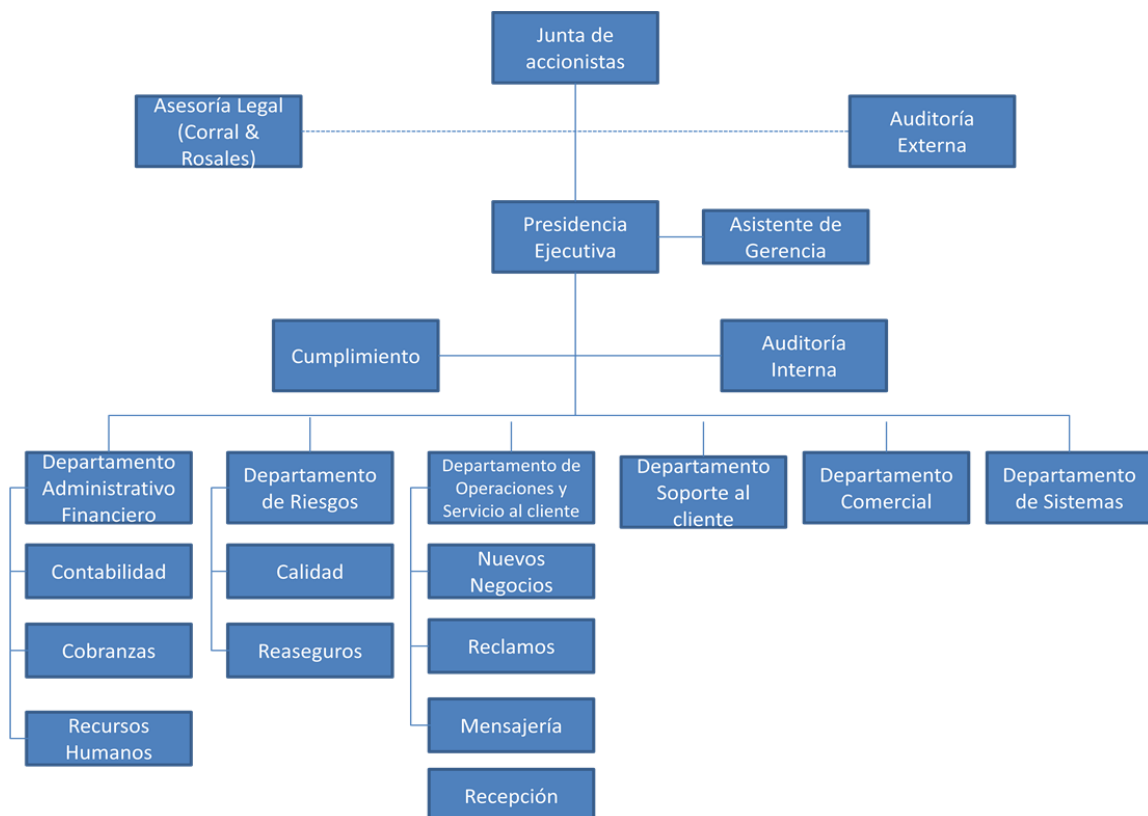 Junta de
accionistas
Asesoría Legal
(Corral &
Rosales)
Auditoría
Externa
Presidencia
Ejecutiva
Asistente de
Gerencia
Cumplimiento
Auditoría
Interna
Departamento
Administrativo
Financiero
Contabilidad
Cobranzas
Recursos
Humanos
Departamento
de Riesgos
Calidad
Reaseguros
Departamento de
Operaciones y
Servicio al cliente
Nuevos
Negocios
Reclamos
Mensajería
Recepción
Departamento
Soporte al
cliente
Departamento
Comercial
Departamento
de Sistemas